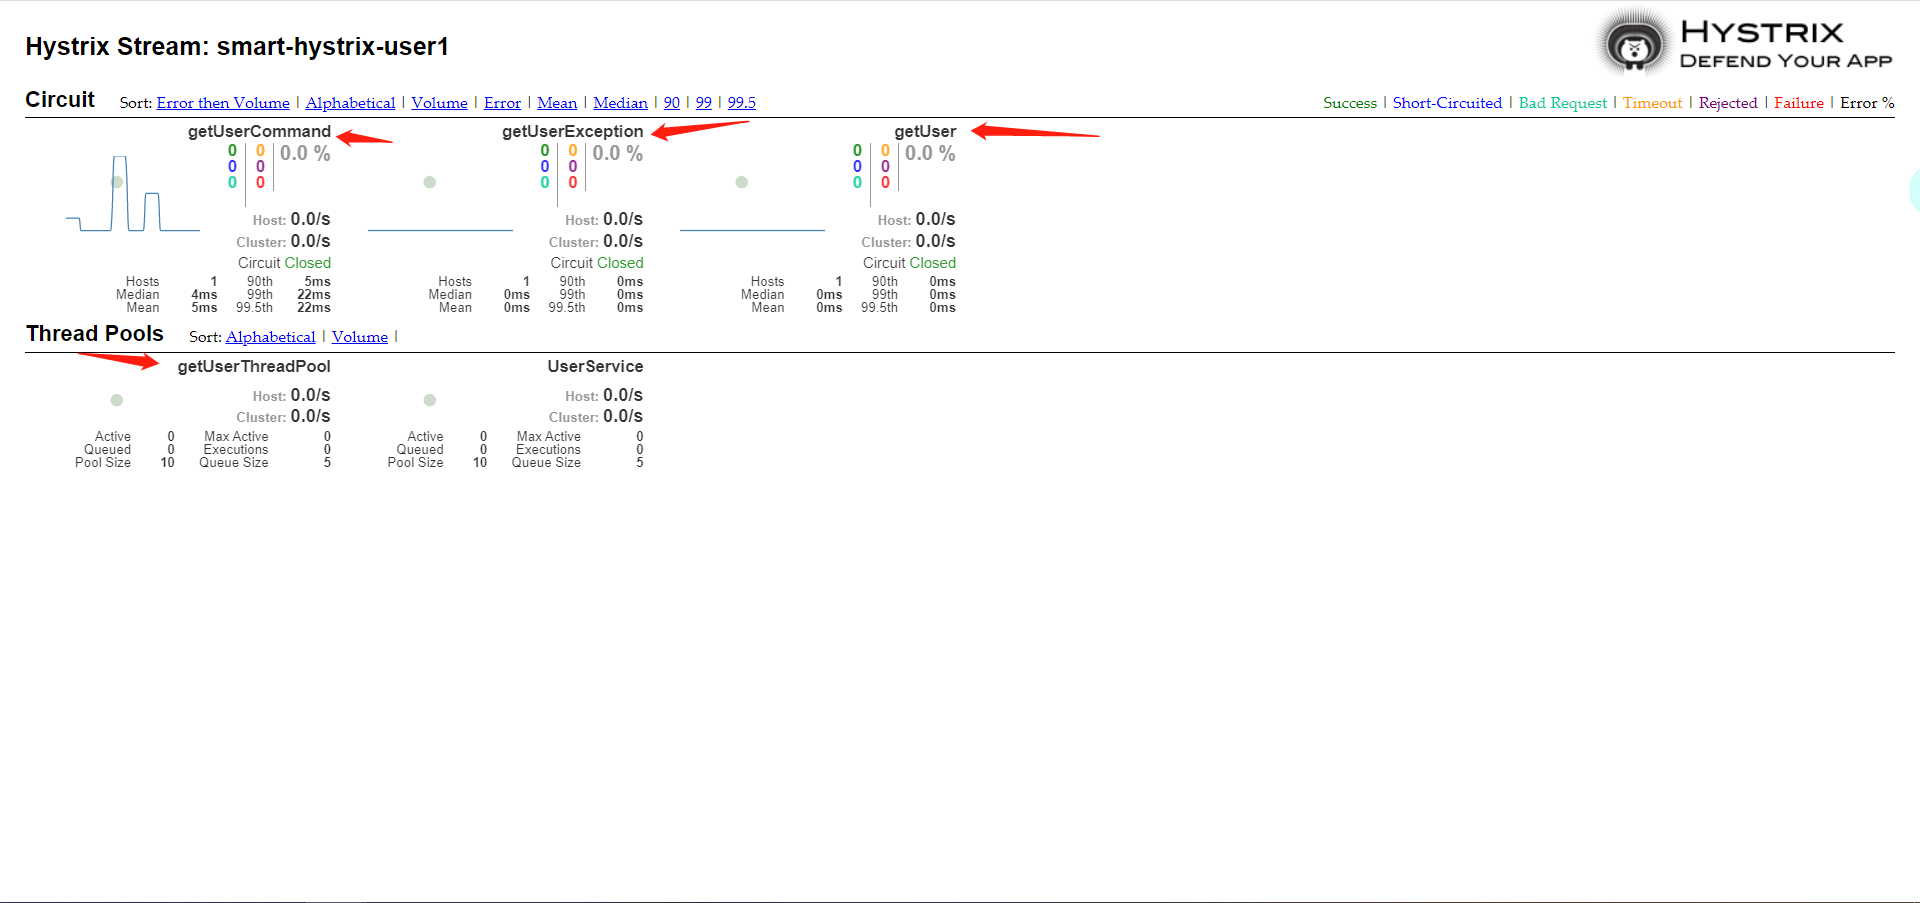 Hystrix Stream: smart-hystrix-user1
HYSTRIX
DEFEND YOUR APP
Circuit Sort: Error then Volume | Alphabetical | Volume | Error | Mean | Median | 90 | 99 | 99.5
Success | Short-Circuited | Bad Request | Timeout | Rejected | Failure | Error %
getUserCommand
0 0 0.0 %
0 0
0 0
Host: 0.0/s
Cluster: 0.0/s
Circuit Closed
Hosts 1 90th 5ms
Median 4ms 99th 22ms
Mean 5ms 99.5th 22ms
getUserException
0 0 0.0 %
0 0
0 0
Host: 0.0/s
Cluster: 0.0/s
Circuit Closed
Hosts 1 90th 0ms
Median 0ms 99th 0ms
Mean 0ms 99.5th 0ms
getUser
0 0 0.0 %
0 0
0 0
Host: 0.0/s
Cluster: 0.0/s
Circuit Closed
Hosts 1 90th 0ms
Median 0ms 99th 0ms
Mean 0ms 99.5th 0ms
Thread Pools Sort: Alphabetical | Volume |
getUserThreadPool
Host: 0.0/s
Cluster: 0.0/s
Active 0 Max Active 0
Queued 0 Executions 0
Pool Size 10 Queue Size 5
UserService
Host: 0.0/s
Cluster: 0.0/s
Active 0 Max Active 0
Queued 0 Executions 0
Pool Size 10 Queue Size 5